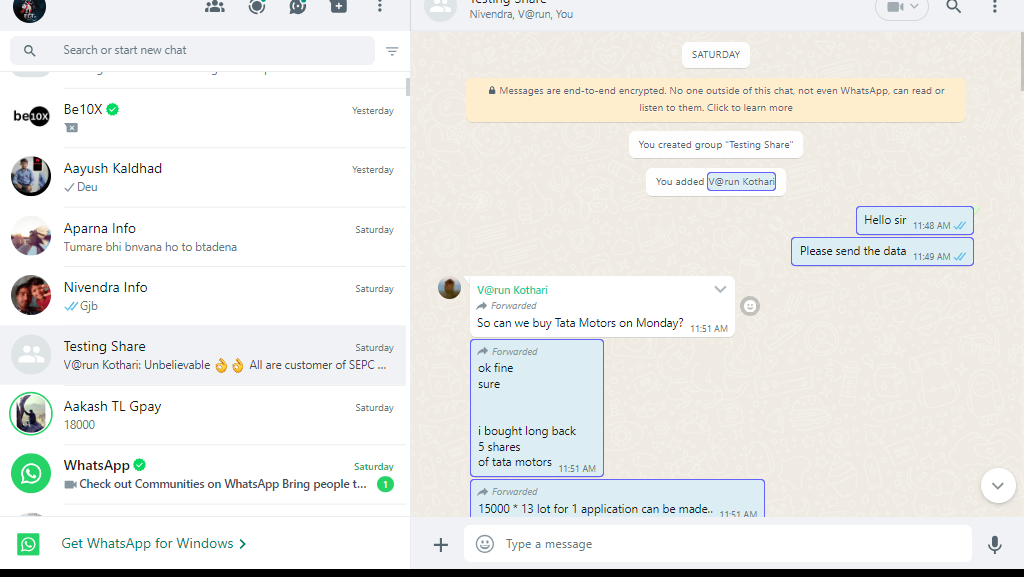 Search or start new chat
be10x
Be10X
Yesterday
Aayush Kaldhad
Yesterday
Deu
Aparna Info
Saturday
Tumare bhi bnvana ho to btadena
Nivendra Info
Saturday
Gjb
Testing Share
Saturday
V@run Kothari: Unbelievable 👌👌 All are customer of SEPC ...
Aakash TL Gpay
Saturday
18000
WhatsApp
Saturday
Check out Communities on WhatsApp Bring people t...
1
Get WhatsApp for Windows
Testing Share
Nivendra, V@run, You
SATURDAY
Messages are end-to-end encrypted. No one outside of this chat, not even WhatsApp, can read or
listen to them. Click to learn more
You created group "Testing Share"
You added V@run Kothari
Hello sir 11:48 AM
Please send the data 11:49 AM
V@run Kothari
Forwarded
So can we buy Tata Motors on Monday? 11:51 AM
Forwarded
ok fine
sure
i bought long back
5 shares
of tata motors 11:51 AM
Forwarded
15000 * 13 lot for 1 application can be made.. 11:51 AM
Type a message